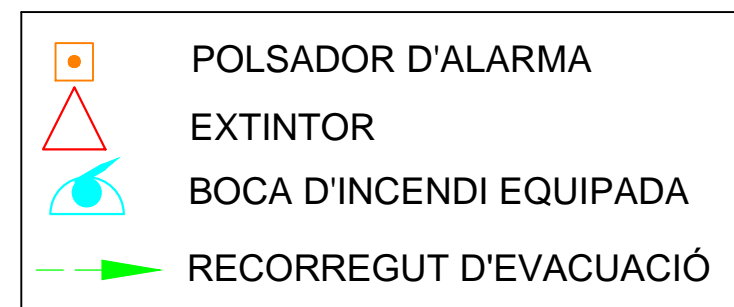 POLSADOR D'ALARMA
EXTINTOR
BOCA D'INCENDI EQUIPADA
RECORREGUT D'EVACUACIÓ